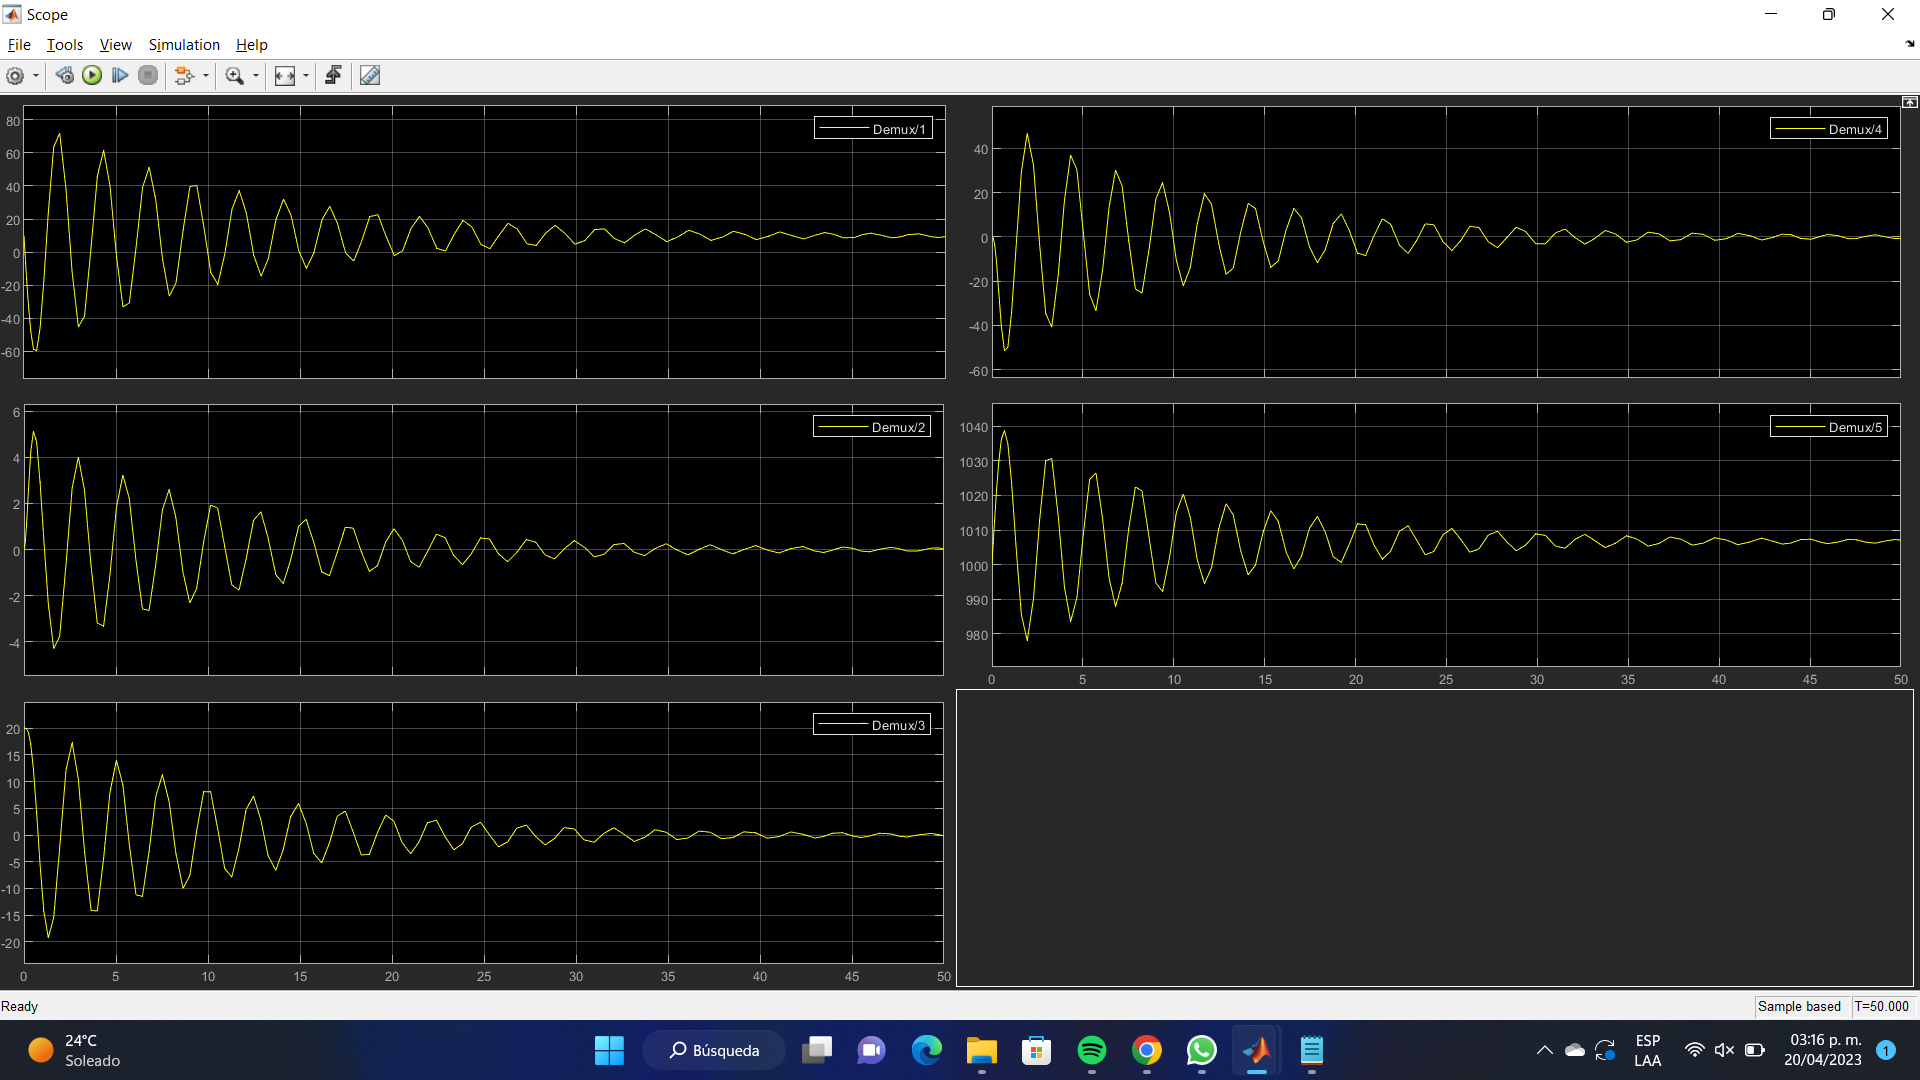 Scope
File Tools View Simulation Help
80
60
40
20
0
-20
-40
-60
Demux/1
6
4
2
0
-2
-4
Demux/2
20
15
10
5
0
-5
-10
-15
-20
Demux/3
0 5 10 15 20 25 30 35 40 45 50
40
20
0
-20
-40
-60
Demux/4
1040
1030
1020
1010
1000
990
980
Demux/5
0 5 10 15 20 25 30 35 40 45 50
Ready
Sample based T=50.000
24°C
Soleado
Búsqueda
ESP
LAA
03:16 p. m.
20/04/2023
1